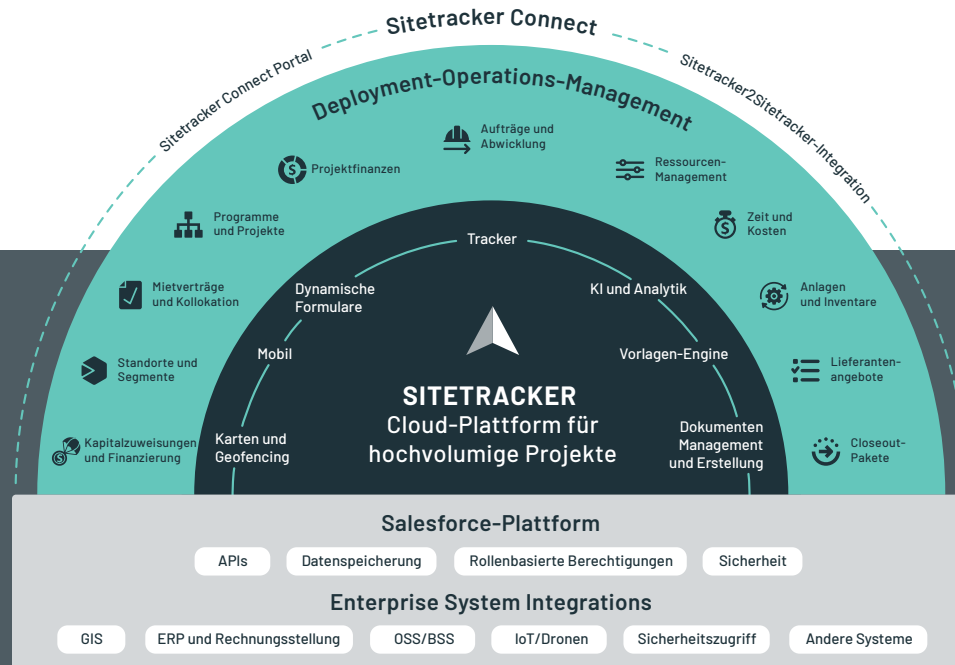 Sitetracker Connect
Sitetracker Connect Portal
Sitetracker2Sitetracker-Integration
Deployment-Operations-Management
Aufträge und
Abwicklung
Projektfinanzen
Ressourcen-
Management
Programme
und Projekte
Zeit und
Kosten
Mietverträge
und Kollokation
Anlagen
und Inventare
Standorte und
Segmente
Lieferanten-
angebote
Kapitalzuweisungen
und Finanzierung
Closeout-
Pakete
Tracker
Dynamische
Formulare
KI und Analytik
Mobil
Vorlagen-Engine
Karten und
Geofencing
Dokumenten
Management
und Erstellung
SITETRACKER
Cloud-Plattform für
hochvolumige Projekte
Salesforce-Plattform
APIs
Datenspeicherung
Rollenbasierte Berechtigungen
Sicherheit
Enterprise System Integrations
GIS
ERP und Rechnungsstellung
OSS/BSS
IoT/Dronen
Sicherheitszugriff
Andere Systeme